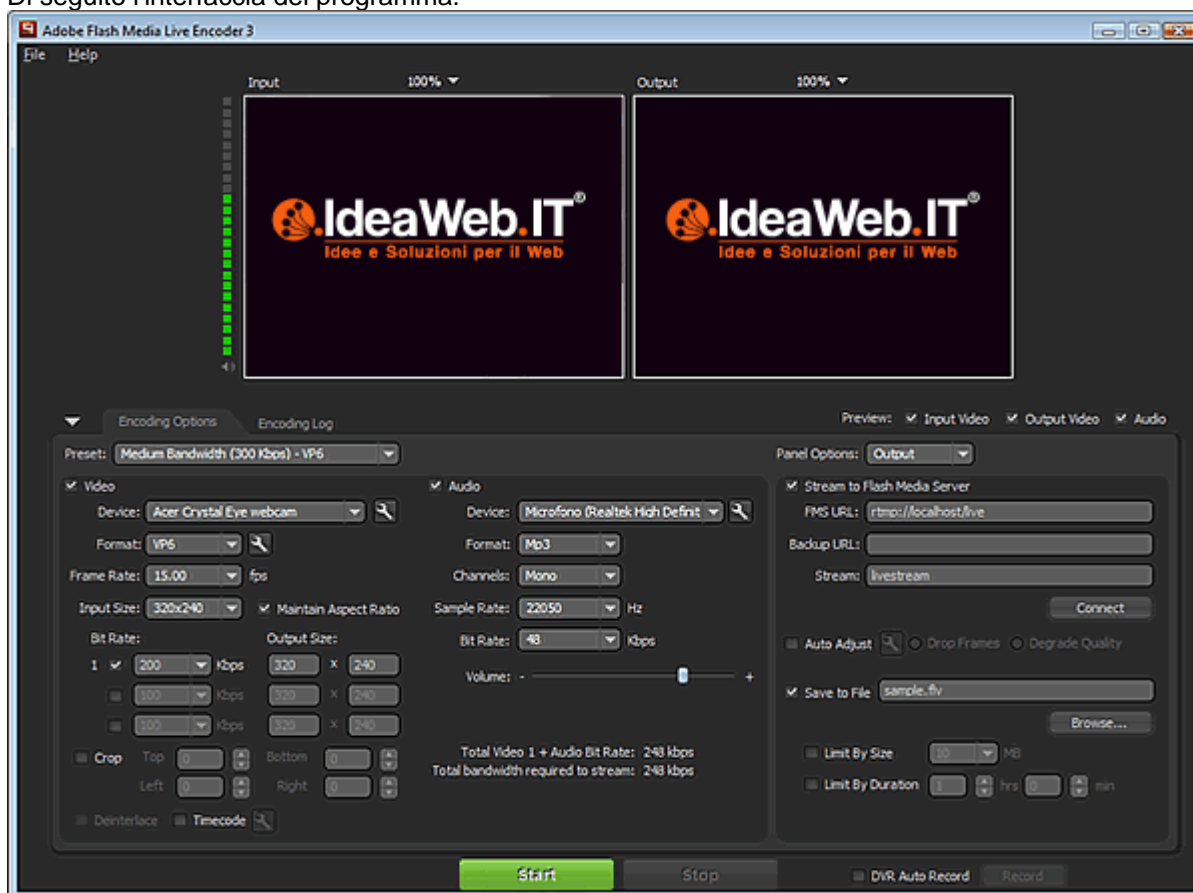 Di seguito l'interfaccia del programma:
Adobe Flash Media Live Encoder 3
File Help
Input 100% Output 100%
.IdeaWeb.IT®
Idee e Soluzioni per il Web
.IdeaWeb.IT®
Idee e Soluzioni per il Web
Encoding Options Encoding Log
Preview: Input Video Output Video Audio
Preset: Medium Bandwidth (300 Kbps) - VP6
Panel Options: Output
Video
Device: Acer Crystal Eye webcam
Format: VP6
Frame Rate: 15.00 fps
Input Size: 320x240 Maintain Aspect Ratio
Bit Rate: Output Size:
1 200 Kbps 320 x 240
100 Kbps 320 x 240
100 Kbps 320 x 240
Crop Top 0 Bottom 0
Left 0 Right 0
Deinterlace Timecode
Audio
Device: Microfono (Realtek High Definit
Format: Mp3
Channels: Mono
Sample Rate: 22050 Hz
Bit Rate: 48 Kbps
Volume: - +
Total Video 1 + Audio Bit Rate: 248 kbps
Total bandwidth required to stream: 248 kbps
Stream to Flash Media Server
FMS URL: rtmp://localhost/live
Backup URL:
Stream: livestream
Connect
Auto Adjust Drop Frames Degrade Quality
Save to File sample.flv
Browse...
Limit By Size 10 MB
Limit By Duration 1 hrs 0 min
Start Stop DVR Auto Record Record